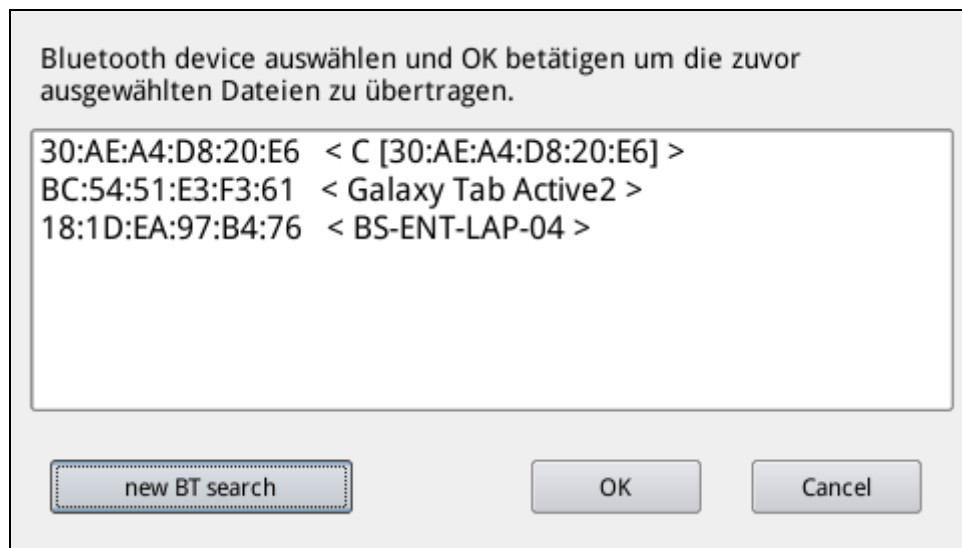 Bluetooth device auswählen und OK betätigen um die zuvor
ausgewählten Dateien zu übertragen.
30:AE:A4:D8:20:E6 < C [30:AE:A4:D8:20:E6] >
BC:54:51:E3:F3:61 < Galaxy Tab Active2 >
18:1D:EA:97:B4:76 < BS-ENT-LAP-04 >
new BT search OK Cancel